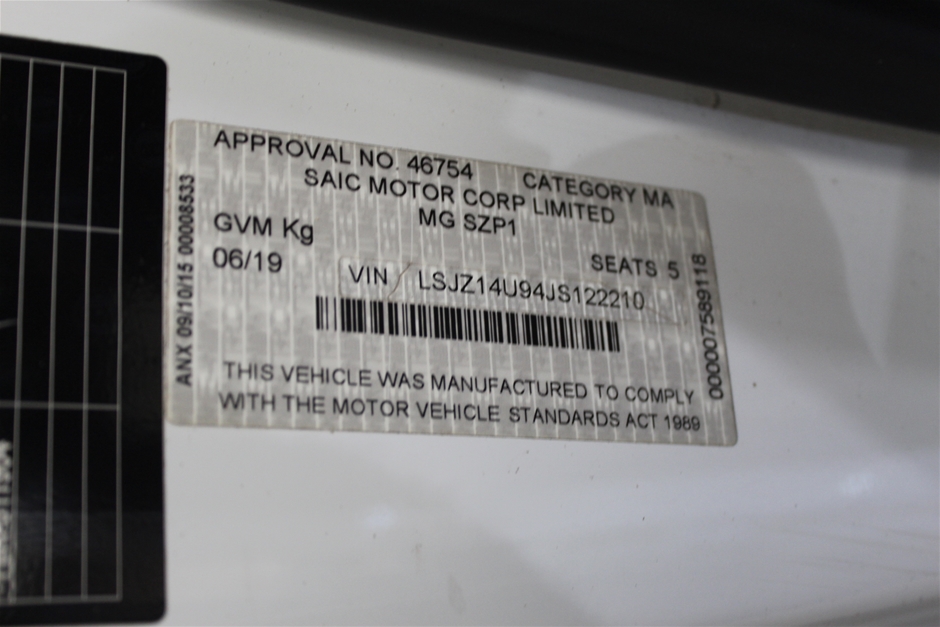 APPROVAL NO. 46754 CATEGORY MA
SAIC MOTOR CORP LIMITED
MG SZP1
GVM Kg
SEATS 5
06/19
VIN LSJZ14U94JS122210
THIS VEHICLE WAS MANUFACTURED TO COMPLY
WITH THE MOTOR VEHICLE STANDARDS ACT 1989
ANX 09/10/15 00008533
000007589118